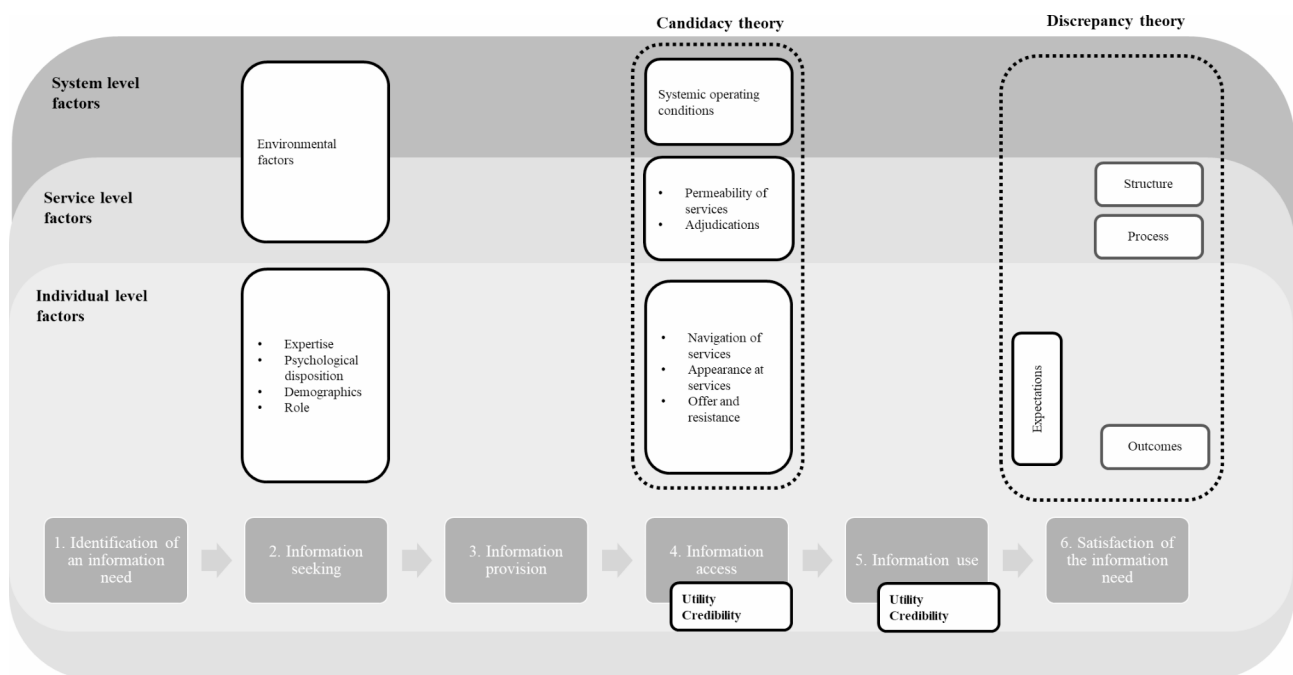 Candidacy theory
Discrepancy theory
System level
factors
Environmental
factors
Systemic operating
conditions
Service level
factors
• Permeability of
services
• Adjudications
Structure
Process
Individual level
factors
• Expertise
• Psychological
disposition
• Demographics
• Role
• Navigation of
services
• Appearance at
services
• Offer and
resistance
Expectations
Outcomes
1. Identification of
an information
need
2. Information
seeking
3. Information
provision
4. Information
access
Utility
Credibility
5. Information use
Utility
Credibility
6. Satisfaction of
the information
need